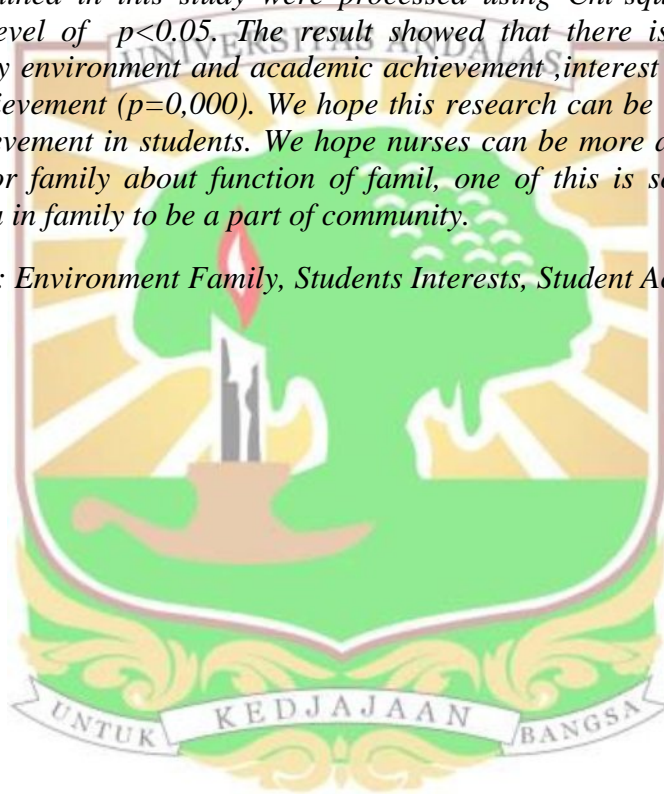 ained in this study were processed using Chi squ
evel of p<0.05. The result showed that there is
UNIVERSITAS ANDALAS
y environment and academic achievement ,interest
ievement (p=0,000). We hope this research can be
vement in students. We hope nurses can be more a
or family about function of famil, one of this is so
in family to be a part of community.
: Environment Family, Students Interests, Student Ac
UNTUK KEDJAJAAN BANGSA